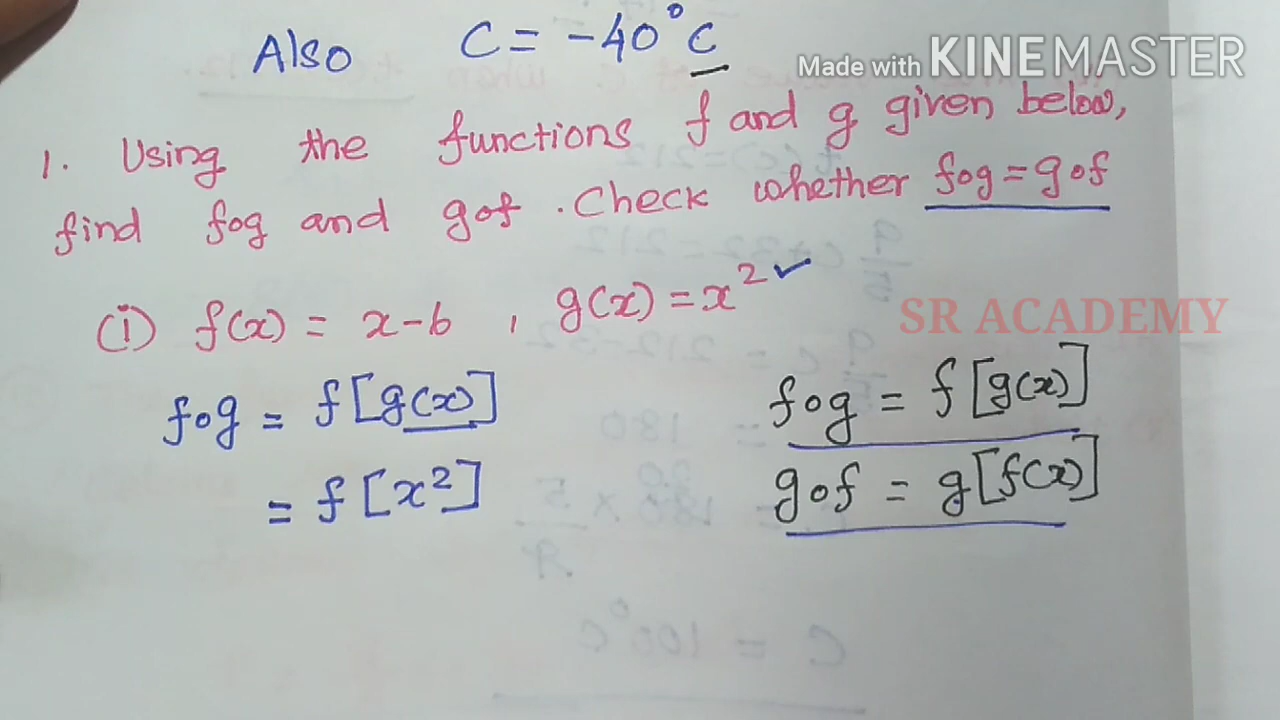 Also C = -40°C
Made with KINEMASTER
1. Using the functions f and g given below,
find fog and gof. Check whether fog = gof
(i) f(x) = x-6, g(x) = x² ✓
SR ACADEMY
fog = f[g(x)]
= f[x²]
fog = f[g(x)]
gof = g[f(x)]